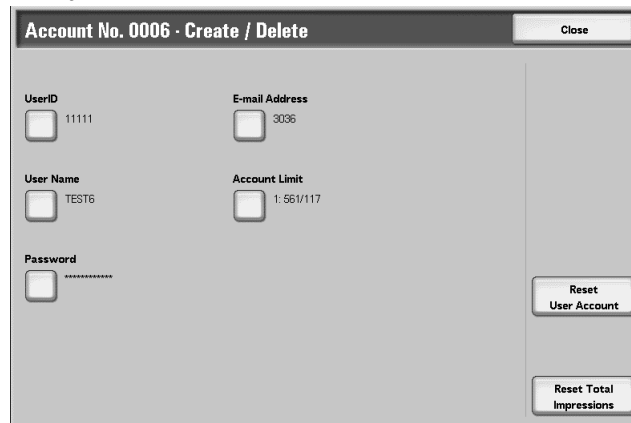 Account No. 0006 - Create / Delete
Close
UserID
11111
E-mail Address
3036
User Name
TEST6
Account Limit
1: 561/117
Password
***********
Reset
User Account
Reset Total
Impressions